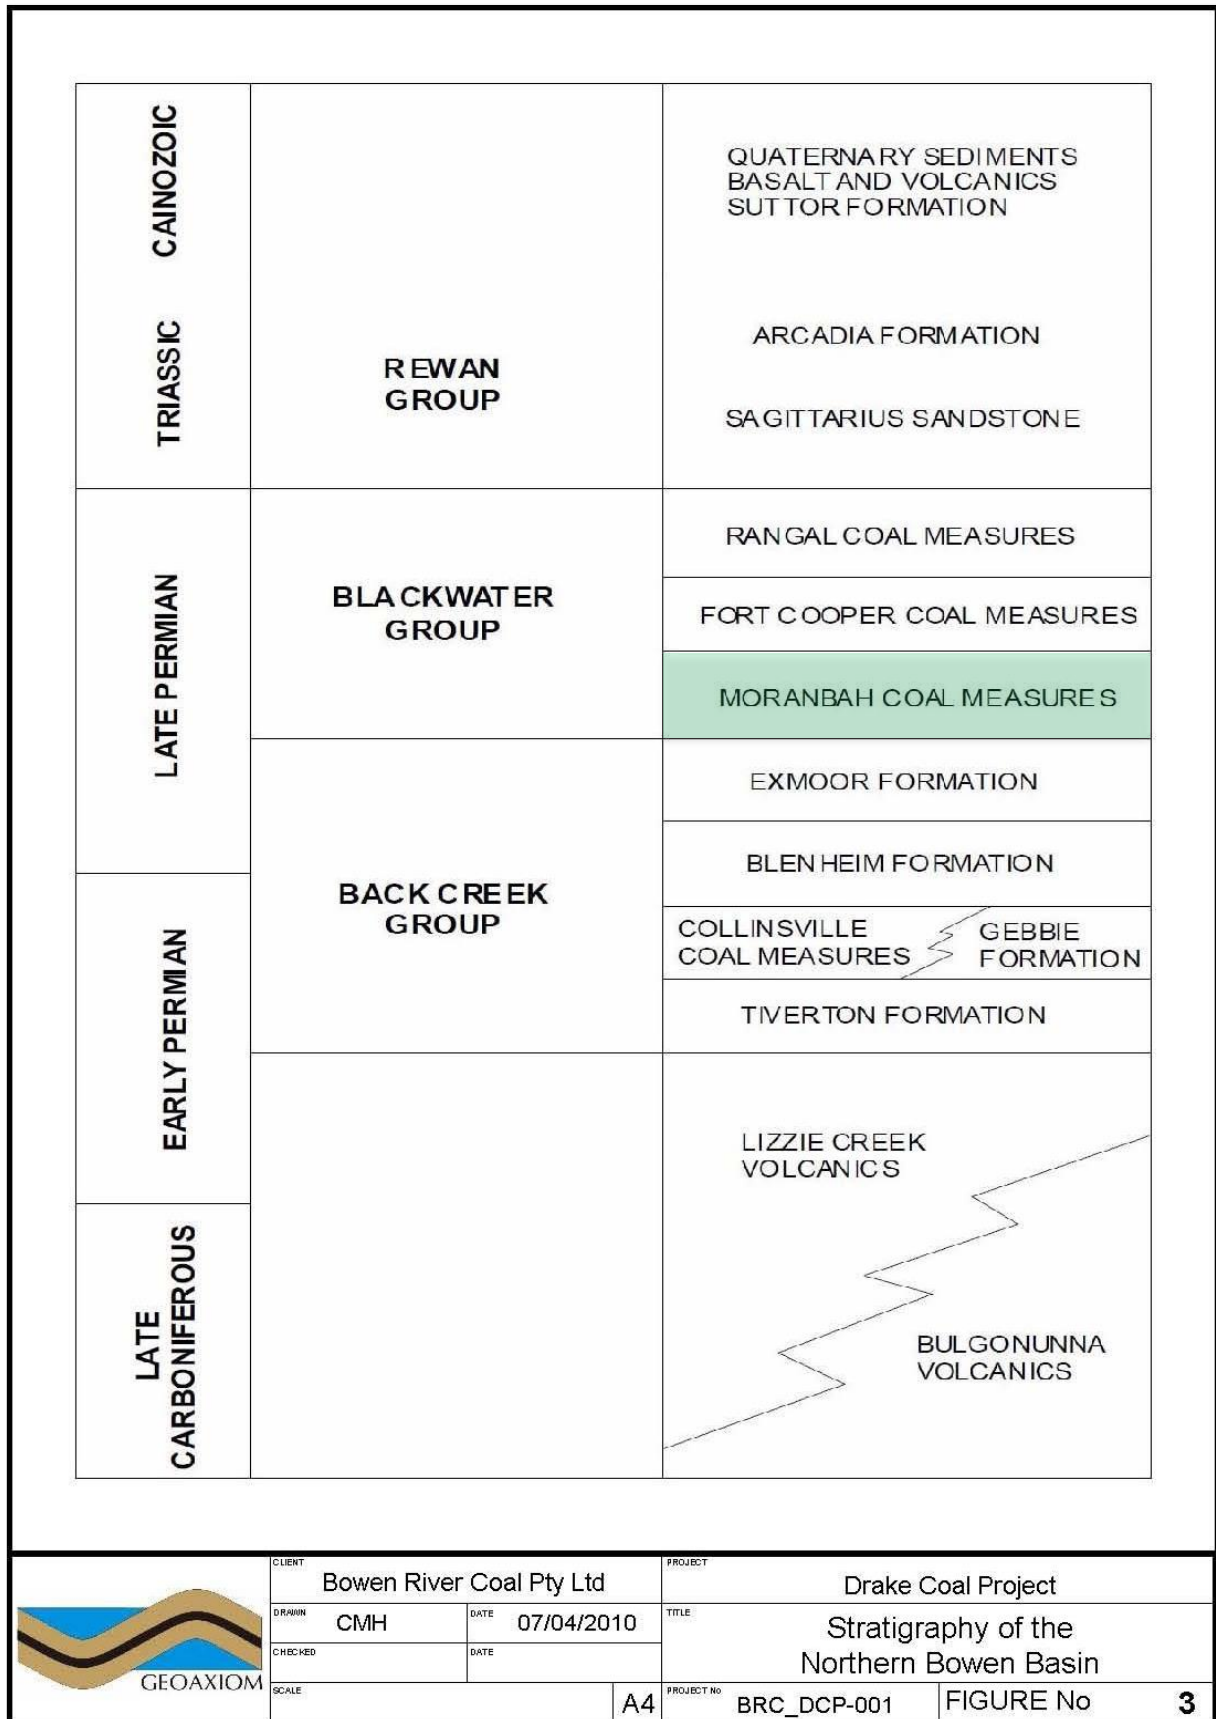 CAINOZOIC
TRIASSIC
REWAN
GROUP
QUATERNARY SEDIMENTS
BASALT AND VOLCANICS
SUTTOR FORMATION
ARCADIA FORMATION
SAGITTARIUS SANDSTONE
LATE PERMIAN
BLACKWATER
GROUP
RANGAL COAL MEASURES
FORT COOPER COAL MEASURES
MORANBAH COAL MEASURES
BACK CREEK
GROUP
EXMOOR FORMATION
BLENHEIM FORMATION
COLLINSVILLE
COAL MEASURES
GEBBIE
FORMATION
TIVERTON FORMATION
EARLY PERMIAN
LIZZIE CREEK
VOLCANICS
LATE
CARBONIFEROUS
BULGONUNNA
VOLCANICS
GEOAXIOM
CLIENT
Bowen River Coal Pty Ltd
DRAWN CMH DATE 07/04/2010
CHECKED DATE
SCALE A4
PROJECT
Drake Coal Project
TITLE
Stratigraphy of the
Northern Bowen Basin
PROJECT No BRC_DCP-001 FIGURE No 3